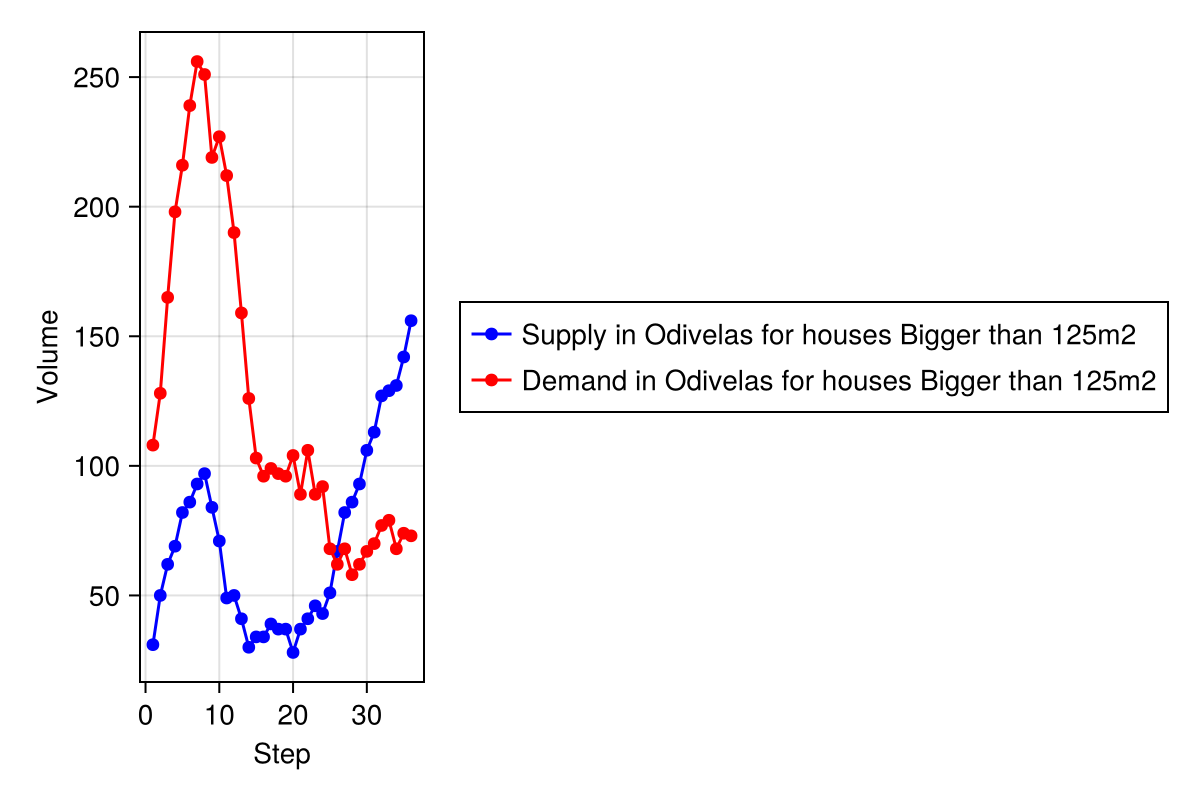 250
200
150
100
50
Volume
0 10 20 30
Step
Supply in Odivelas for houses Bigger than 125m2
Demand in Odivelas for houses Bigger than 125m2